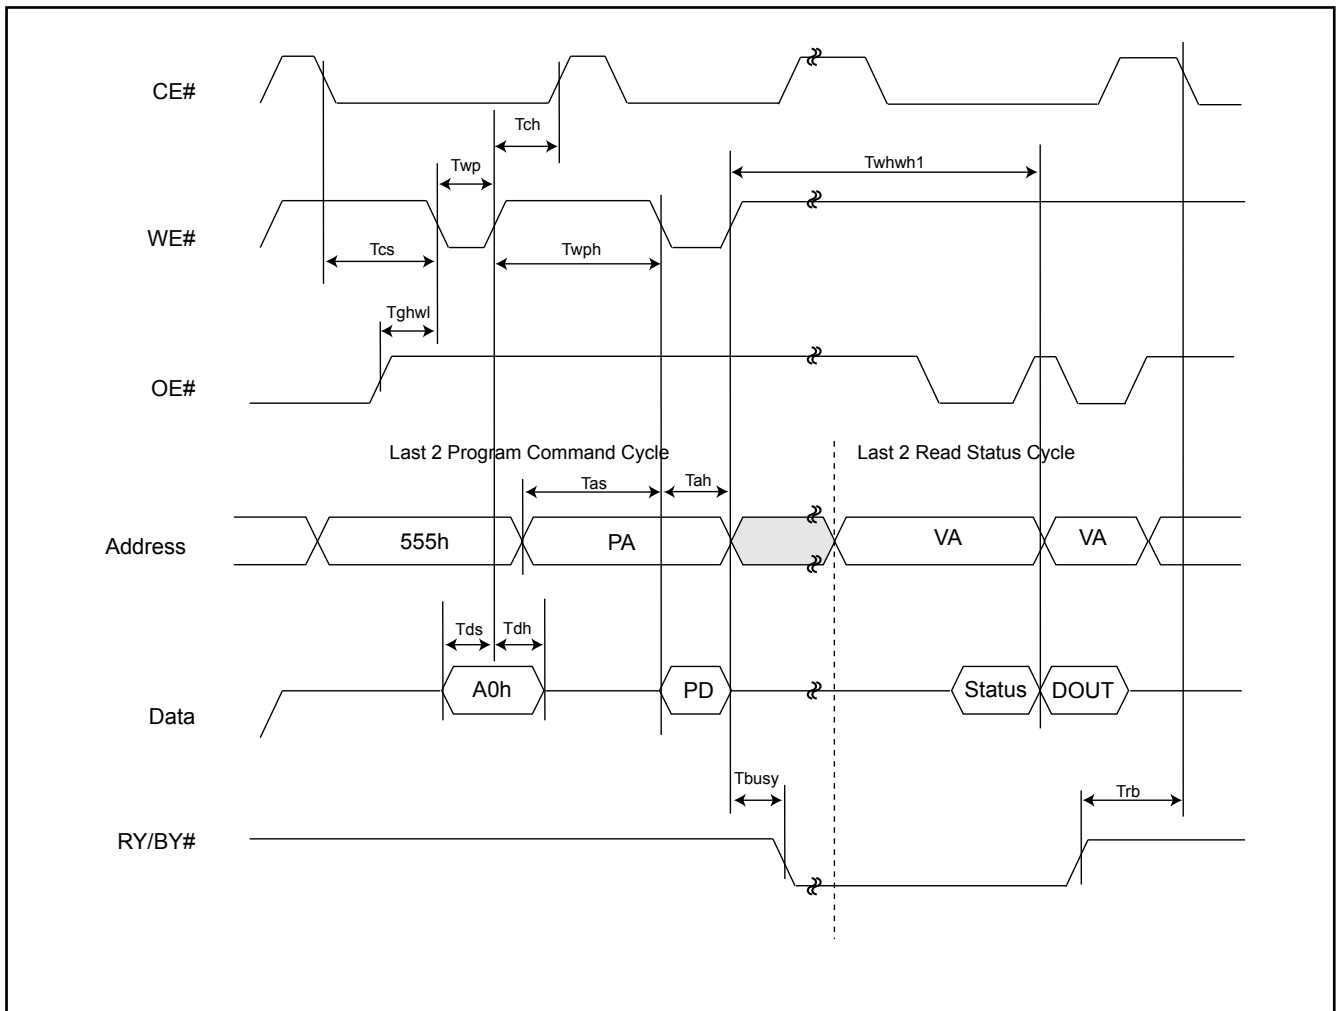 CE#
Tch
Twp
Twhwh1
WE#
Tcs
Twph
Tghwl
OE#
Last 2 Program Command Cycle
Last 2 Read Status Cycle
Tas
Tah
Address
555h
PA
VA
VA
Tds
Tdh
Data
A0h
PD
Status
DOUT
Tbusy
Trb
RY/BY#